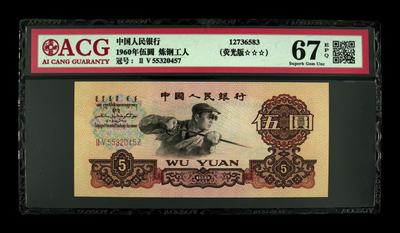 ACG
AI CANG GUARANTY
中国人民银行
1960年伍圆 炼钢工人
冠号: II V 55320457
12736583
(荧光版☆☆☆)
67 EPQ
Superb Gem Unc
中国人民银行
II V 55320457
伍圆
WU YUAN
5
5